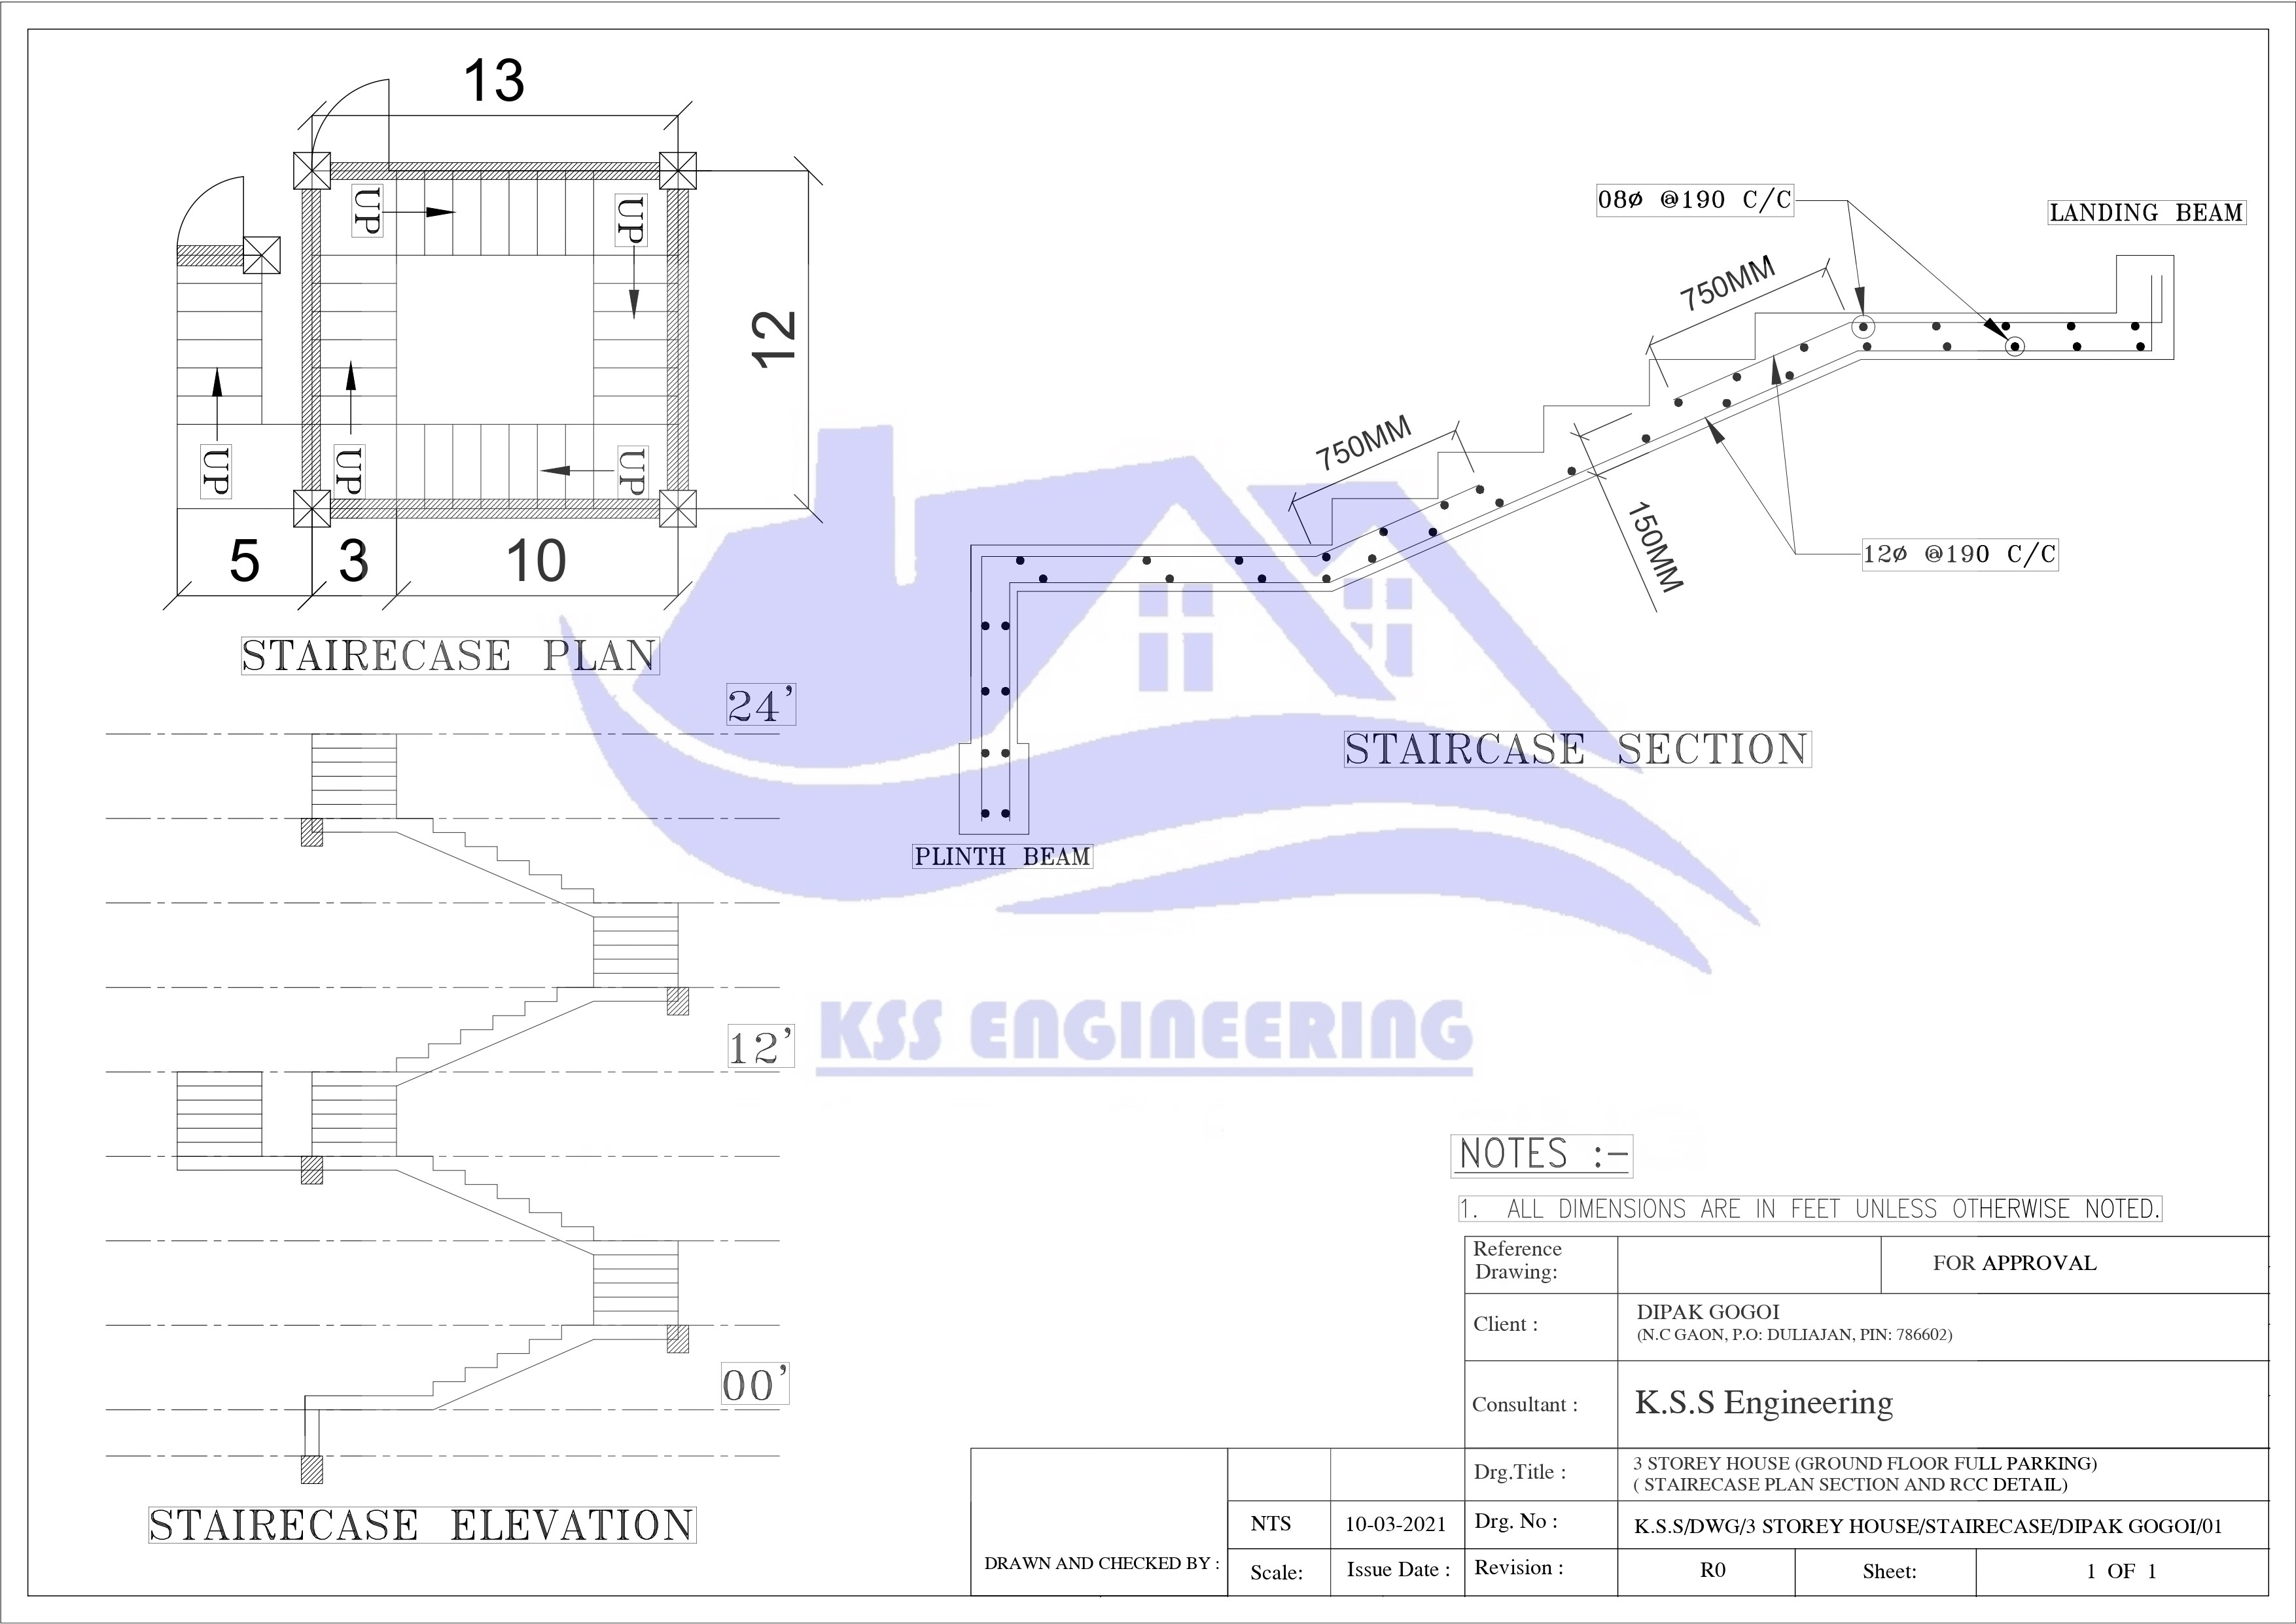 13
UP
UP
12
UP
UP
UP
5
3
10
STAIRECASE PLAN
08ø @190 C/C
LANDING BEAM
750MM
750MM
150MM
12ø @190 C/C
STAIRCASE SECTION
PLINTH BEAM
24'
12'
00'
STAIRECASE ELEVATION
KSS ENGINEERING
NOTES :-
1. ALL DIMENSIONS ARE IN FEET UNLESS OTHERWISE NOTED.
Reference
Drawing:
FOR APPROVAL
Client :
DIPAK GOGOI
(N.C GAON, P.O: DULIAJAN, PIN: 786602)
Consultant :
K.S.S Engineering
Drg.Title :
3 STOREY HOUSE (GROUND FLOOR FULL PARKING)
( STAIRECASE PLAN SECTION AND RCC DETAIL)
NTS
10-03-2021
Drg. No :
K.S.S/DWG/3 STOREY HOUSE/STAIRECASE/DIPAK GOGOI/01
DRAWN AND CHECKED BY :
Scale:
Issue Date :
Revision :
R0
Sheet:
1 OF 1